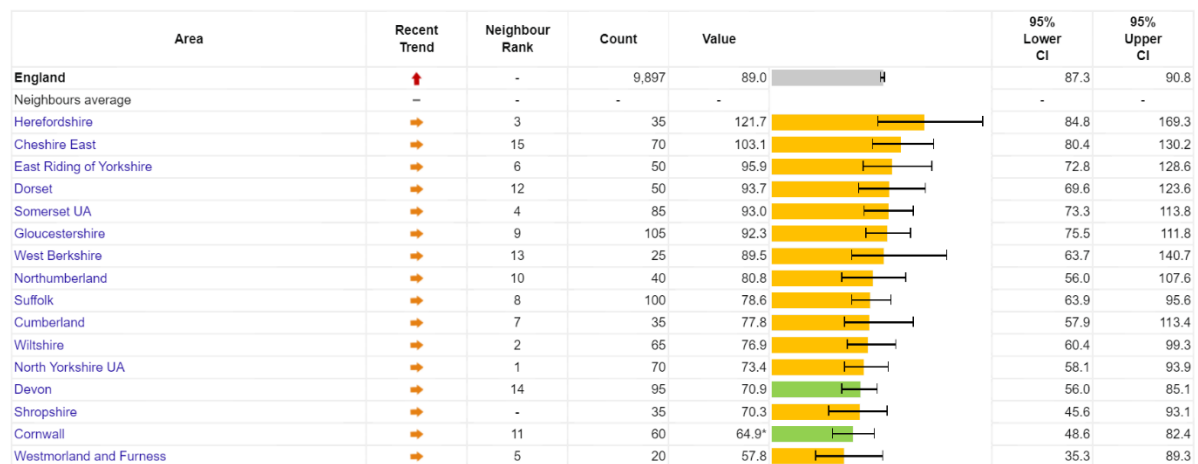 Area Recent Trend Neighbour Rank Count Value 95% Lower CI 95% Upper CI
England - 9,897 89.0 87.3 90.8
Neighbours average - - - - - -
Herefordshire 3 35 121.7 84.8 169.3
Cheshire East 15 70 103.1 80.4 130.2
East Riding of Yorkshire 6 50 95.9 72.8 128.6
Dorset 12 50 93.7 69.6 123.6
Somerset UA 4 85 93.0 73.3 113.8
Gloucestershire 9 105 92.3 75.5 111.8
West Berkshire 13 25 89.5 63.7 140.7
Northumberland 10 40 80.8 56.0 107.6
Suffolk 8 100 78.6 63.9 95.6
Cumberland 7 35 77.8 57.9 113.4
Wiltshire 2 65 76.9 60.4 99.3
North Yorkshire UA 1 70 73.4 58.1 93.9
Devon 14 95 70.9 56.0 85.1
Shropshire - 35 70.3 45.6 93.1
Cornwall 11 60 64.9* 48.6 82.4
Westmorland and Furness 5 20 57.8 35.3 89.3